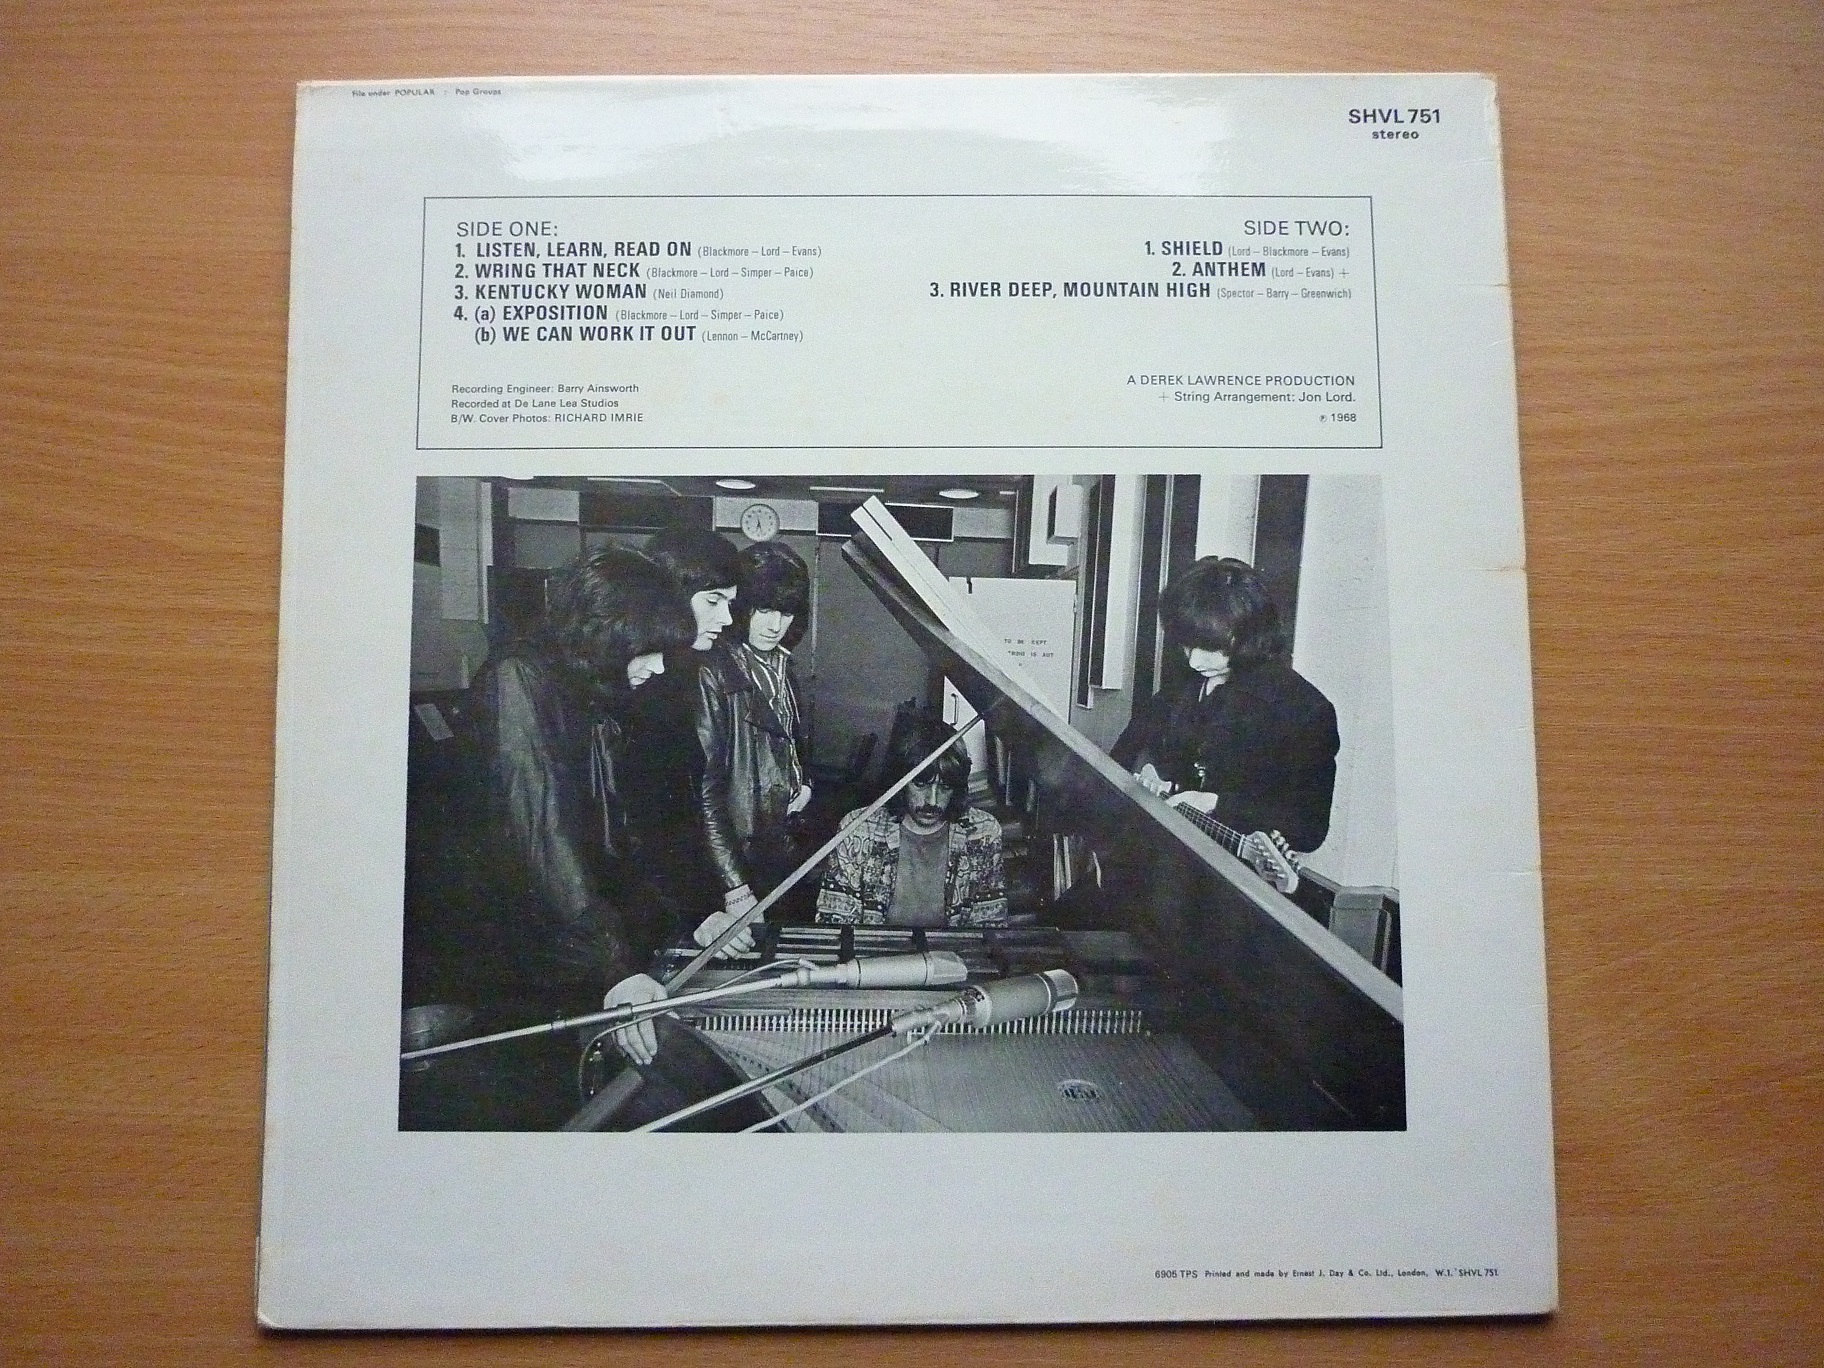 File under POPULAR : Pop Groups
SHVL 751
stereo
SIDE ONE:
1. LISTEN, LEARN, READ ON (Blackmore – Lord – Evans)
2. WRING THAT NECK (Blackmore – Lord – Simper – Paice)
3. KENTUCKY WOMAN (Neil Diamond)
4. (a) EXPOSITION (Blackmore – Lord – Simper – Paice)
(b) WE CAN WORK IT OUT (Lennon – McCartney)
Recording Engineer: Barry Ainsworth
Recorded at De Lane Lea Studios
B/W. Cover Photos: RICHARD IMRIE
SIDE TWO:
1. SHIELD (Lord – Blackmore – Evans)
2. ANTHEM (Lord – Evans) +
3. RIVER DEEP, MOUNTAIN HIGH (Spector – Barry – Greenwich)
A DEREK LAWRENCE PRODUCTION
+ String Arrangement: Jon Lord.
℗ 1968
TO BE KEPT
6905 TPS Printed and made by Ernest J. Day & Co. Ltd., London, W.1. SHVL 751